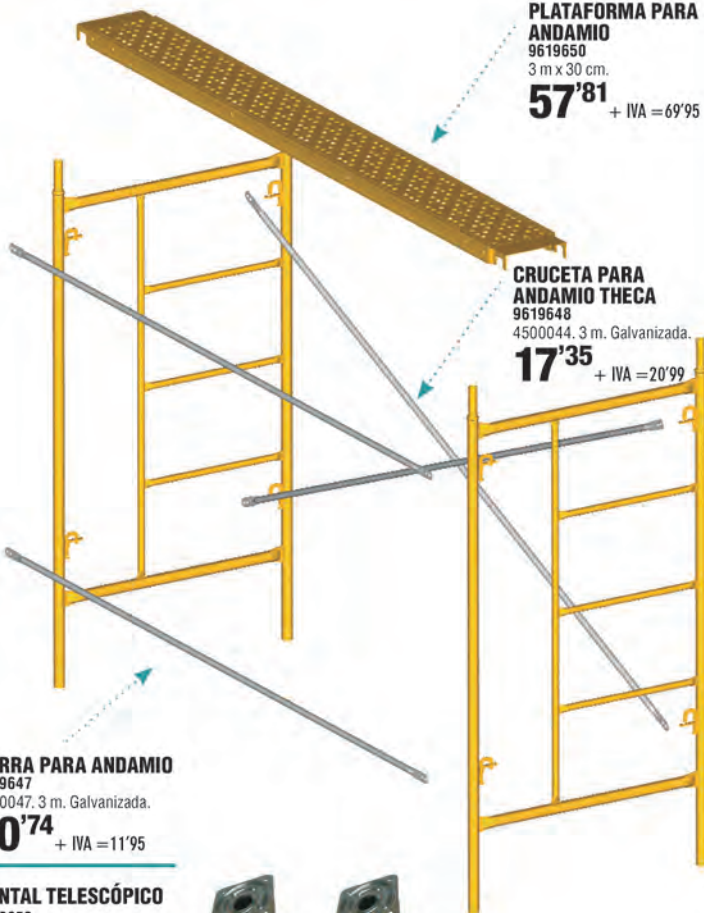 PLATAFORMA PARA
ANDAMIO
9619650
3 m x 30 cm.
57'81 + IVA =69'95
CRUCETA PARA
ANDAMIO THECA
9619648
4500044. 3 m. Galvanizada.
17'35 + IVA =20'99
RRA PARA ANDAMIO
9647
0047. 3 m. Galvanizada.
0'74 + IVA =11'95
NTAL TELESCÓPICO